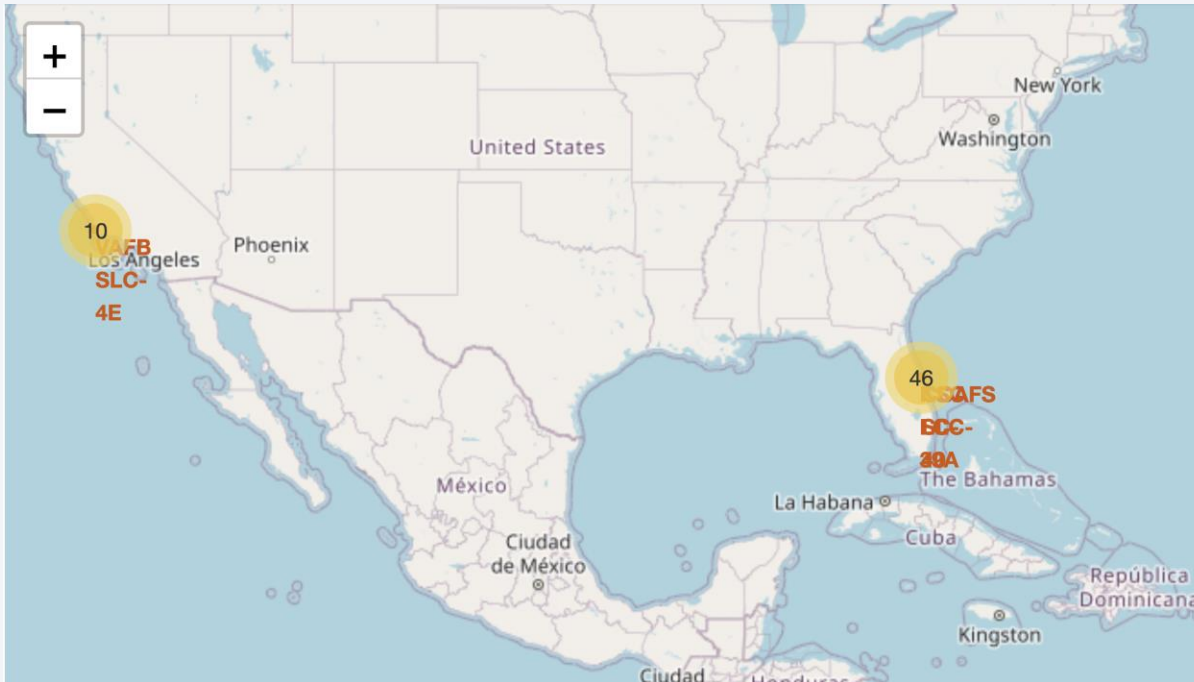 +
−
New York
Washington
United States
10
VAFB
Los Angeles
SLC-
4E
Phoenix
46
The Bahamas
México
La Habana
Cuba
Ciudad
de México
República
Dominicana
Kingston
Ciudad
Honduras